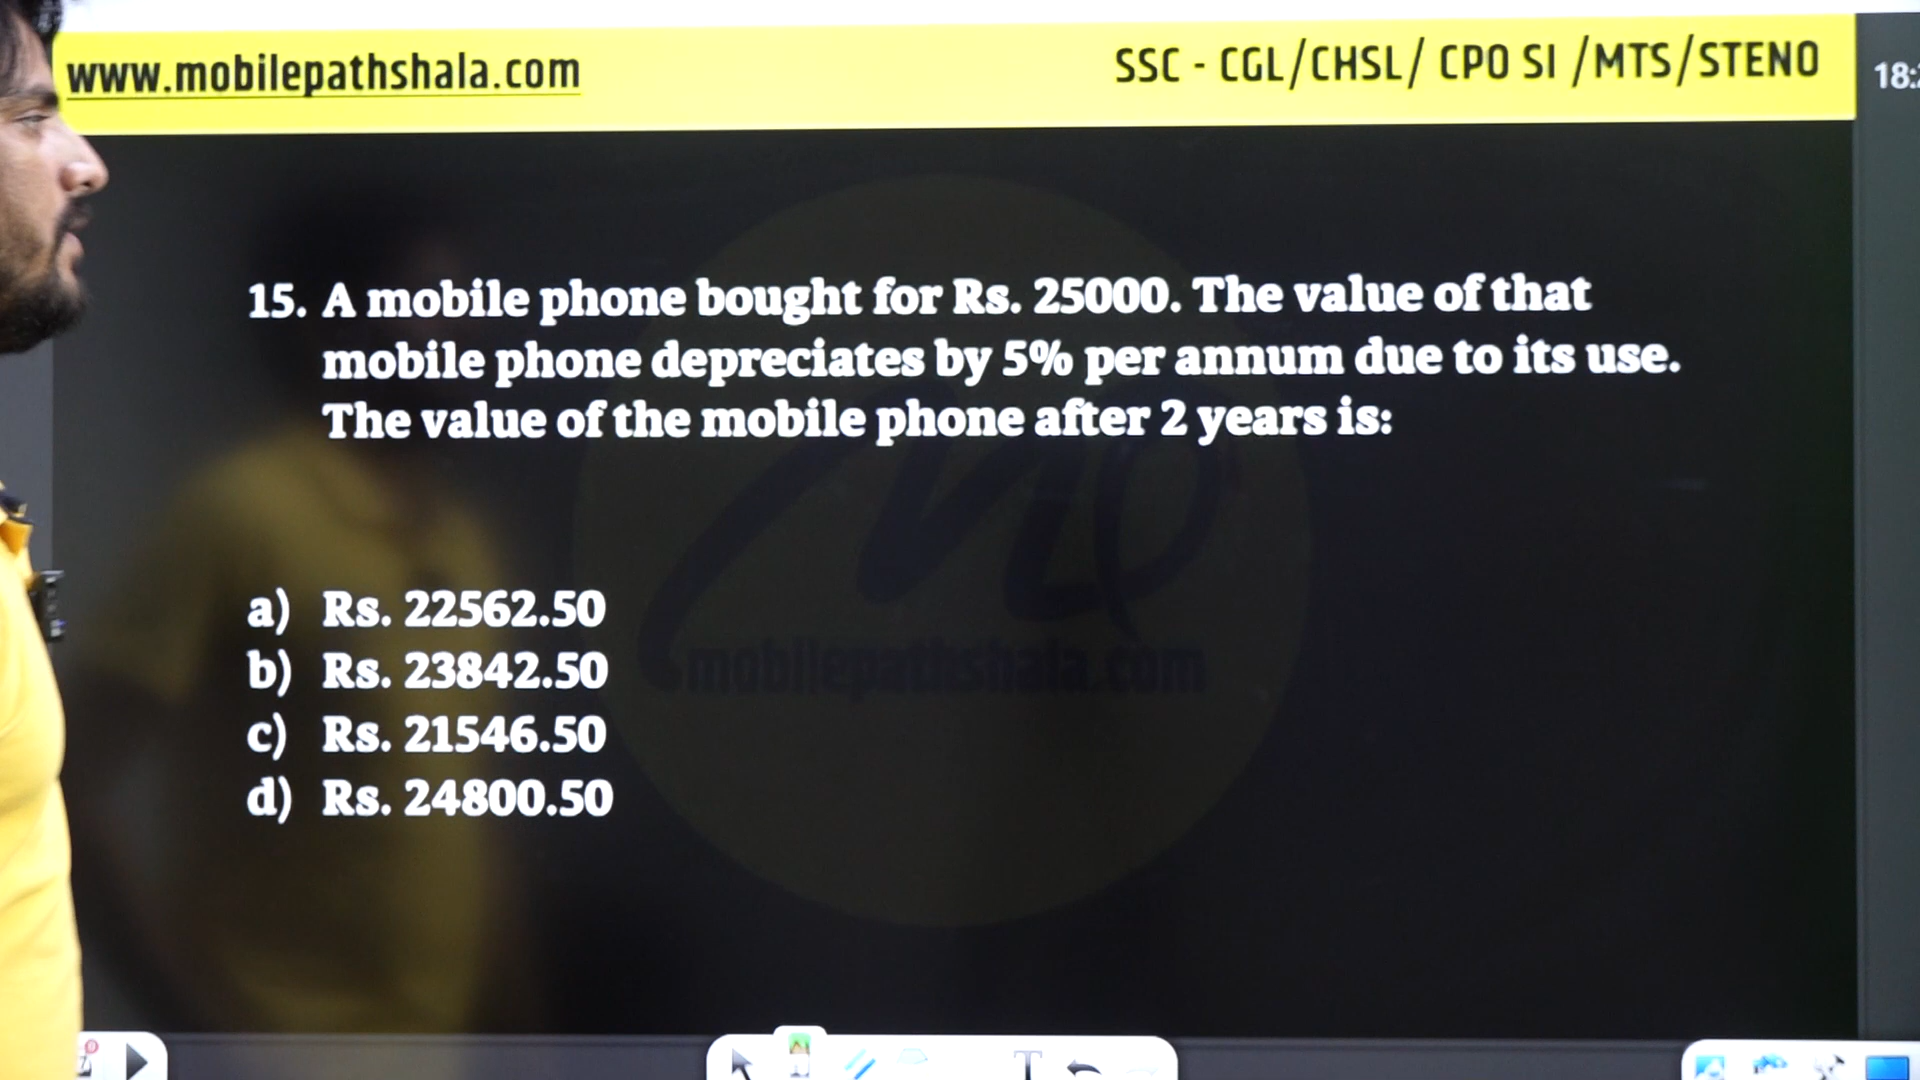 www.mobilepathshala.com
SSC - CGL/CHSL/ CPO SI /MTS/STENO
15. A mobile phone bought for Rs. 25000. The value of that
mobile phone depreciates by 5% per annum due to its use.
The value of the mobile phone after 2 years is:
mobilepathshala.com
a) Rs. 22562.50
b) Rs. 23842.50
c) Rs. 21546.50
d) Rs. 24800.50